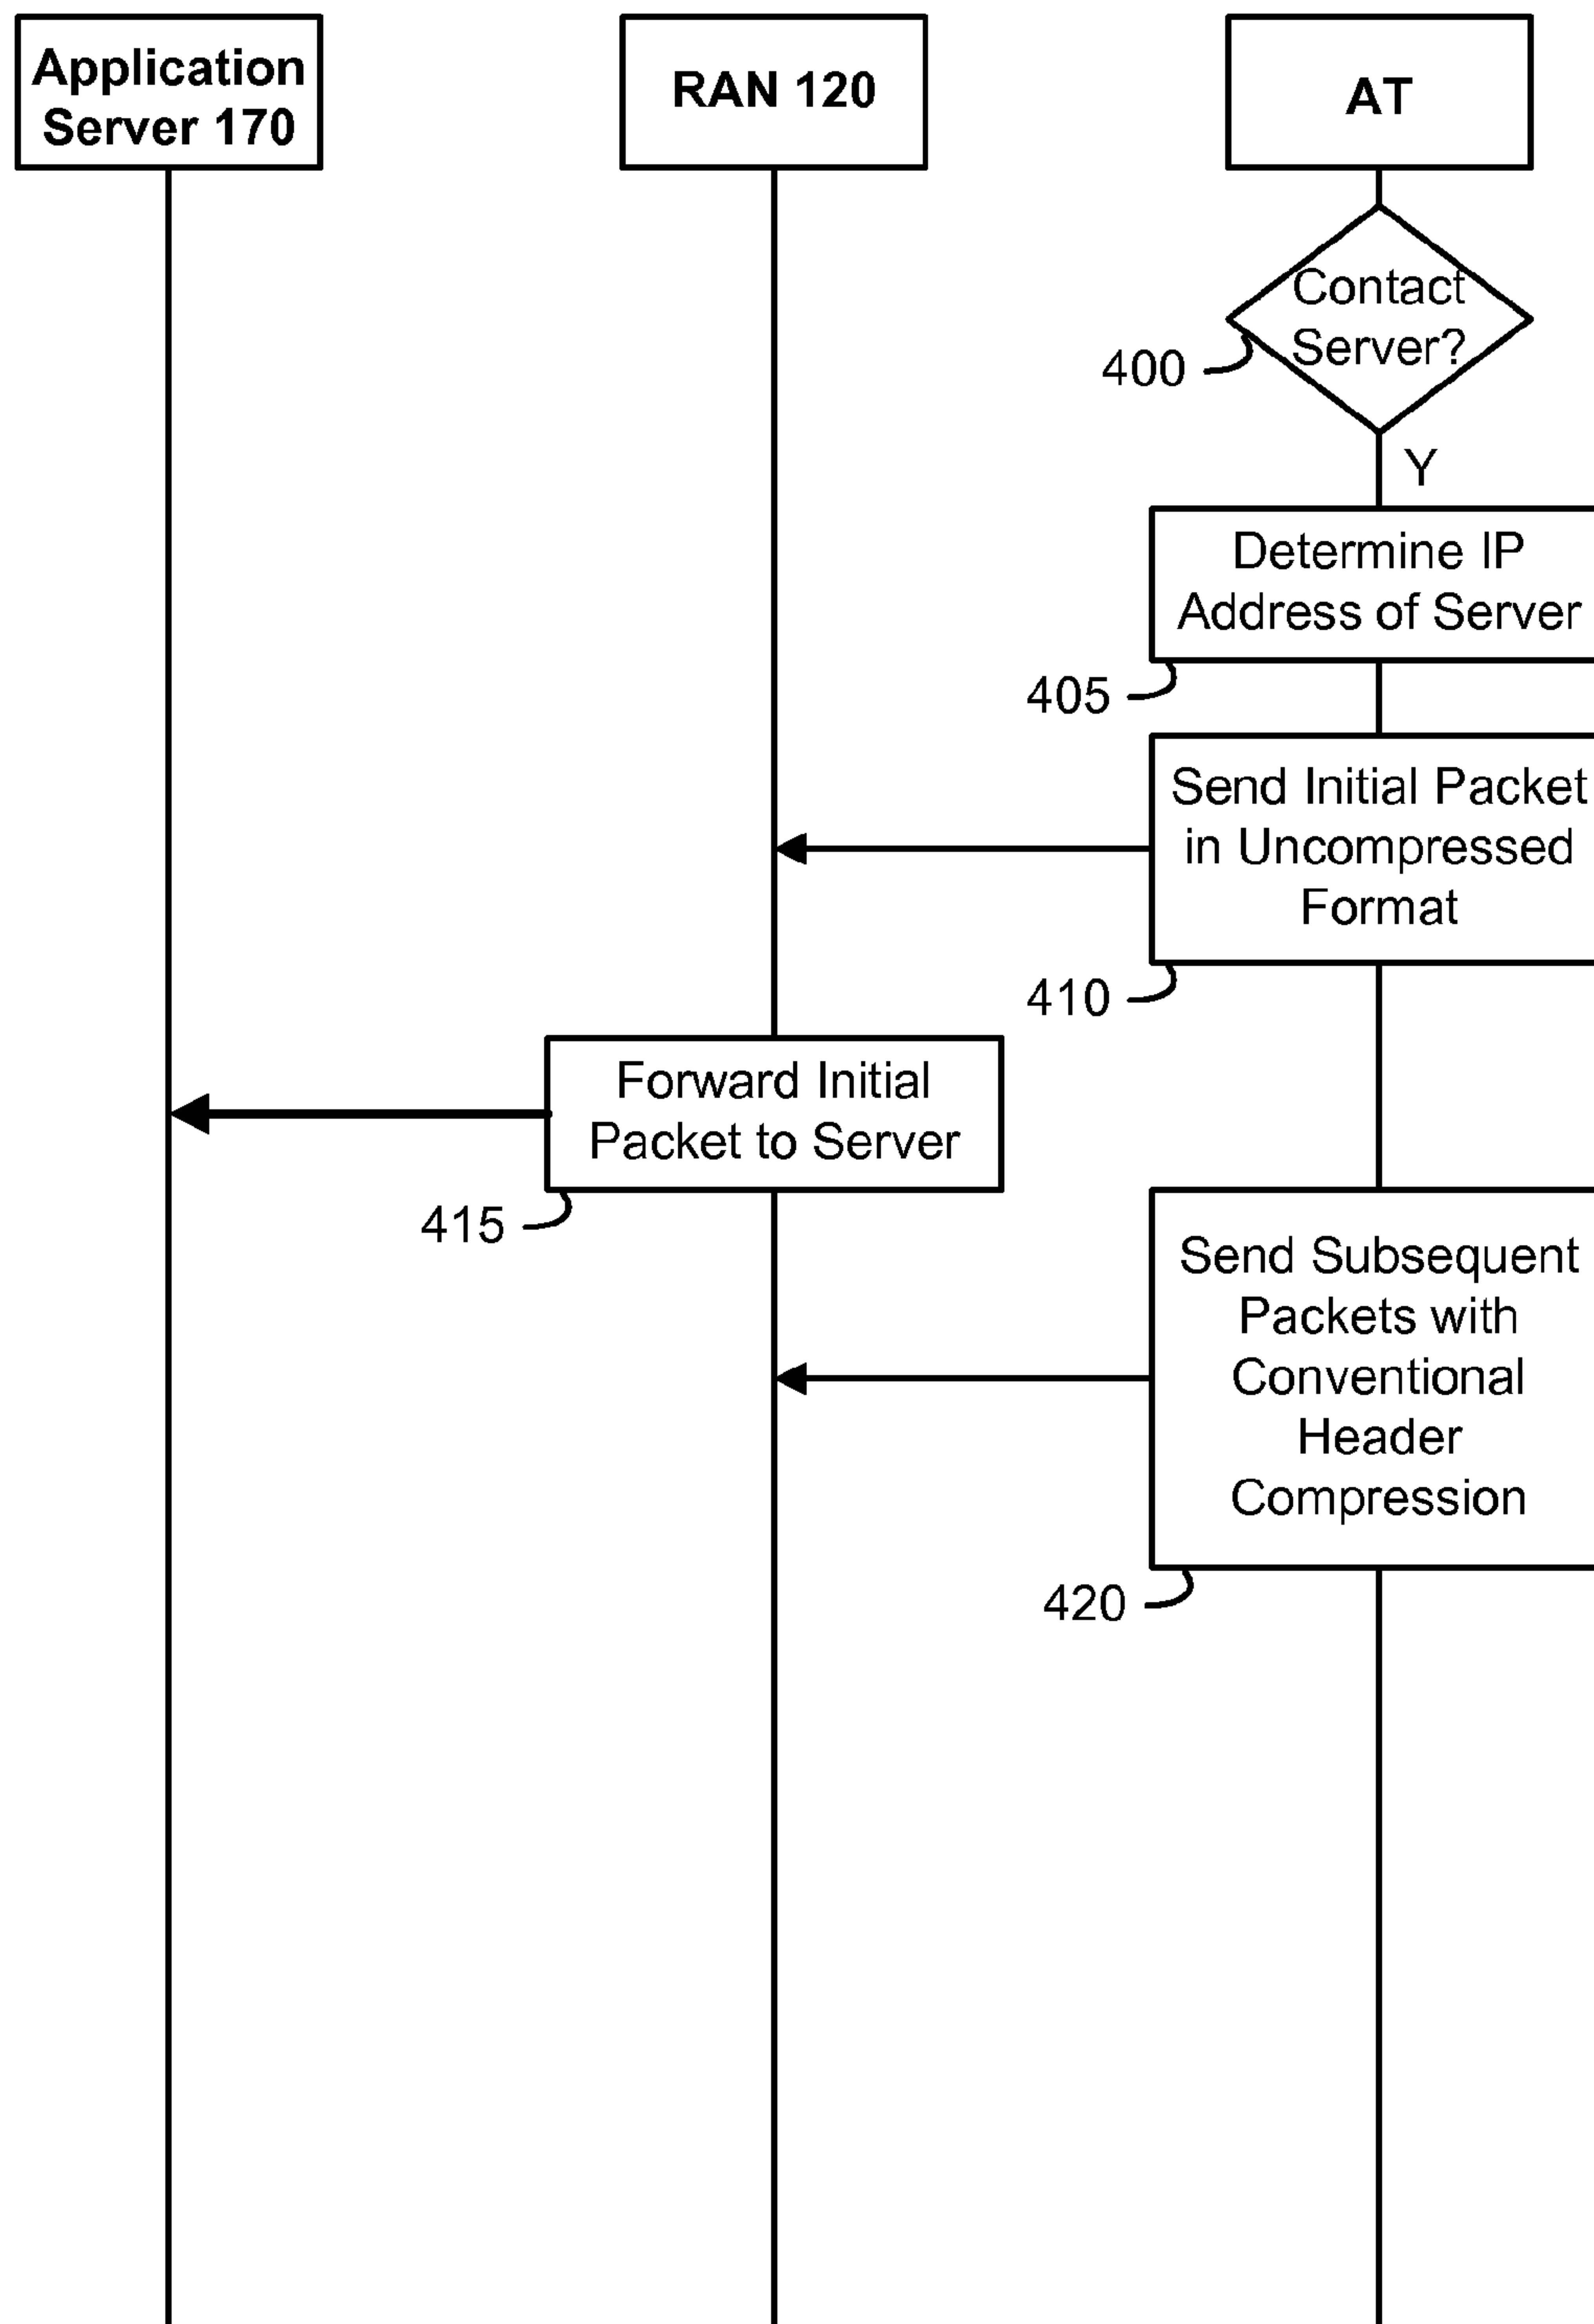 Application
Server 170
RAN 120
AT
Contact
Server?
400
Y
Determine IP
Address of Server
405
Send Initial Packet
in Uncompressed
Format
410
Forward Initial
Packet to Server
415
Send Subsequent
Packets with
Conventional
Header
Compression
420